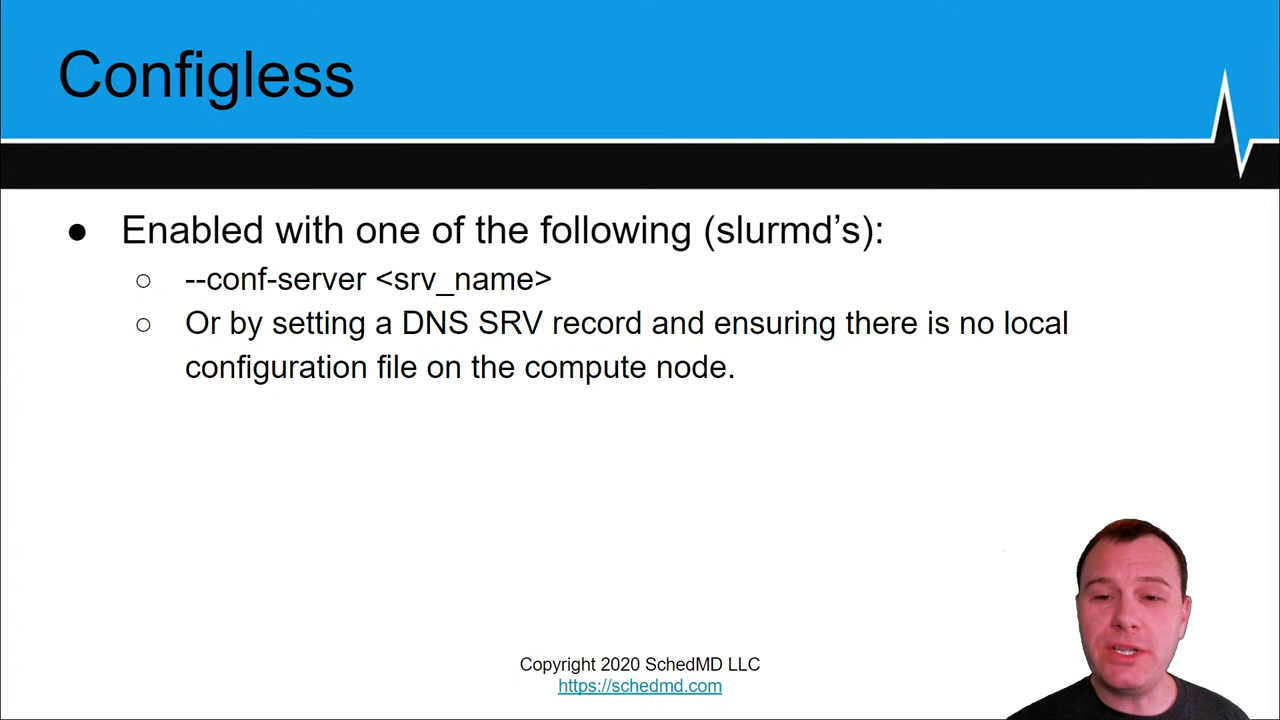 Configless
● Enabled with one of the following (slurmd’s):
○ --conf-server <srv_name>
○ Or by setting a DNS SRV record and ensuring there is no local
configuration file on the compute node.
Copyright 2020 SchedMD LLC
https://schedmd.com